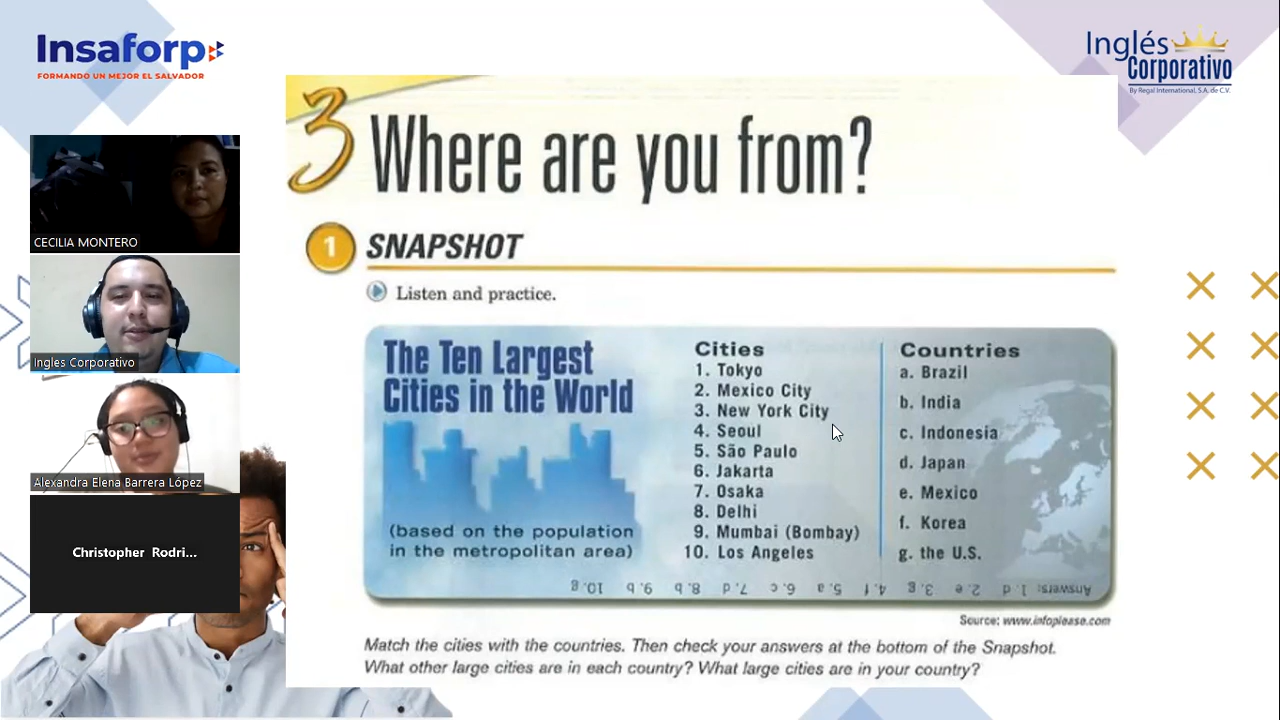 Insaforp
FORMANDO UN MEJOR EL SALVADOR
Inglés
Corporativo
By Regal International, S.A. de C.V.
CECILIA MONTERO
Ingles Corporativo
Alexandra Elena Barrera López
Christopher Rodri...
3 Where are you from?
1 SNAPSHOT
Listen and practice.
The Ten Largest
Cities in the World
(based on the population
in the metropolitan area)
Cities
1. Tokyo
2. Mexico City
3. New York City
4. Seoul
5. São Paulo
6. Jakarta
7. Osaka
8. Delhi
9. Mumbai (Bombay)
10. Los Angeles
Countries
a. Brazil
b. India
c. Indonesia
d. Japan
e. Mexico
f. Korea
g. the U.S.
Answers: 1. d 2. e 3. g 4. f 5. a 6. c 7. d 8. b 9. b 10. g
Source: www.infoplease.com
Match the cities with the countries. Then check your answers at the bottom of the Snapshot.
What other large cities are in each country? What large cities are in your country?